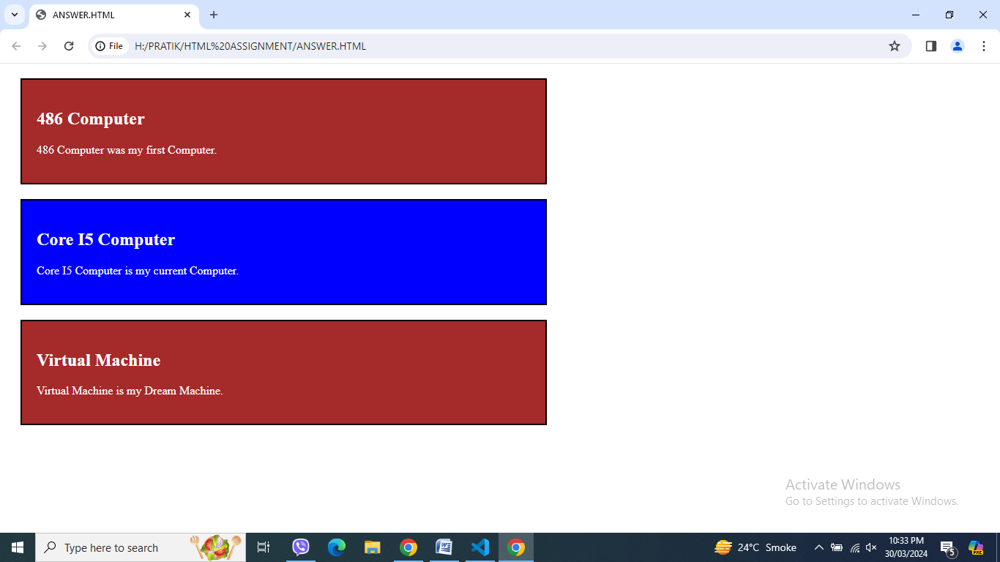 ANSWER.HTML
File H:/PRATIK/HTML%20ASSIGNMENT/ANSWER.HTML
486 Computer
486 Computer was my first Computer.
Core I5 Computer
Core I5 Computer is my current Computer.
Virtual Machine
Virtual Machine is my Dream Machine.
Activate Windows
Go to Settings to activate Windows.
Type here to search
24°C Smoke
10:33 PM
30/03/2024
5
PRE